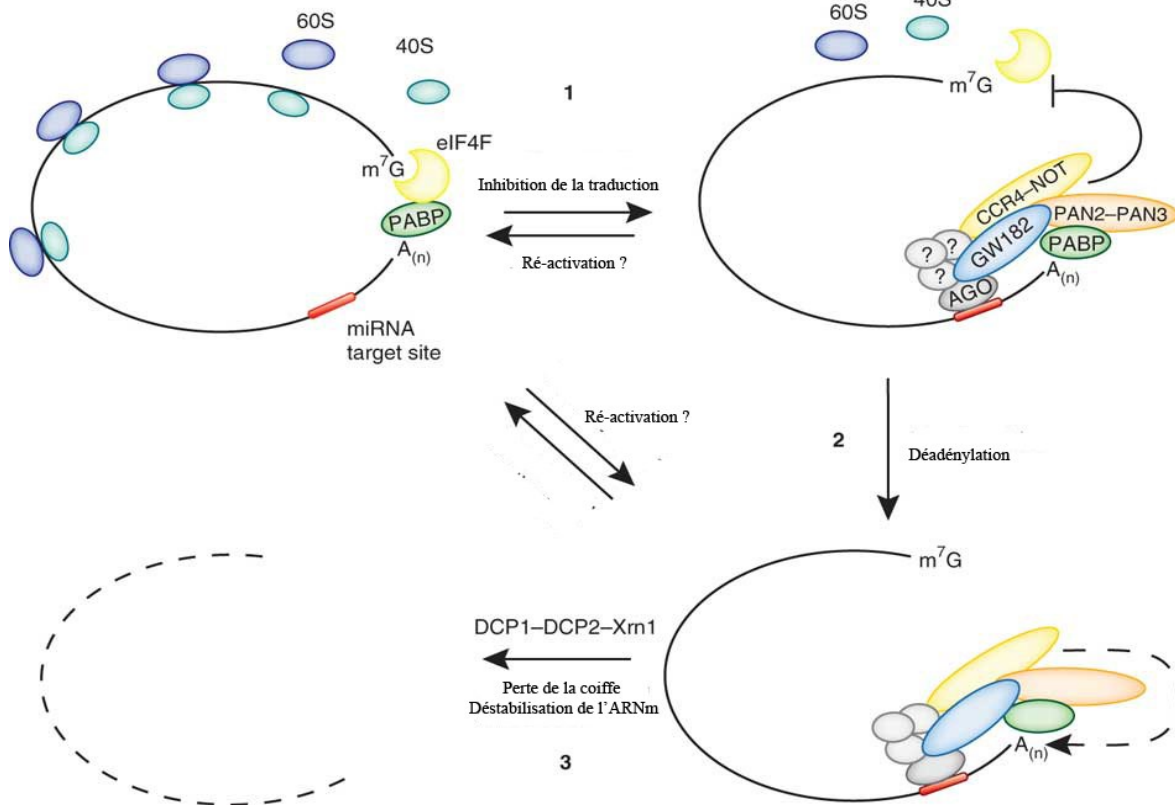 60S
40S
1
eIF4F
m⁷G
PABP
A(n)
miRNA
target site
Inhibition de la traduction
Ré-activation ?
60S
40S
m⁷G
CCR4–NOT
PAN2–PAN3
GW182
PABP
?
?
?
AGO
A(n)
Ré-activation ?
2
Déadénylation
m⁷G
A(n)
DCP1–DCP2–Xrn1
Perte de la coiffe
Déstabilisation de l'ARNm
3